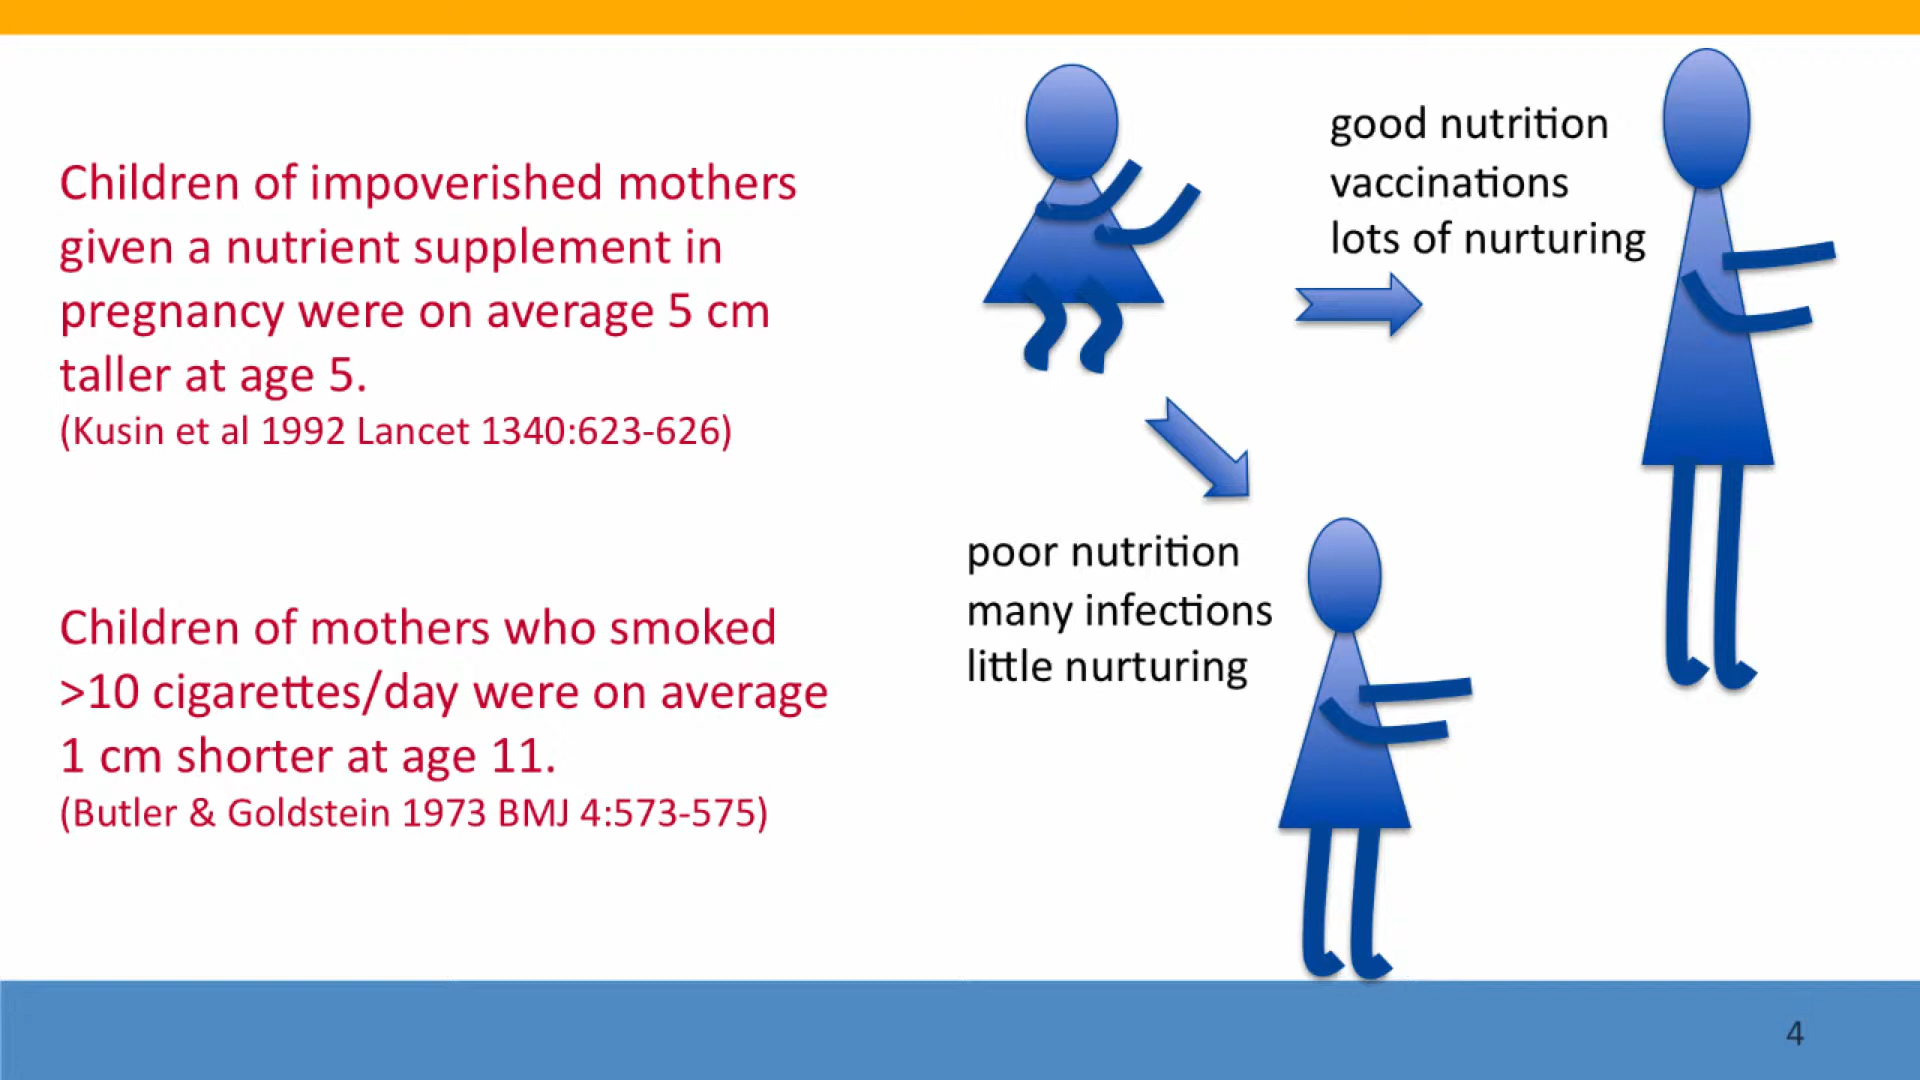 Children of impoverished mothers
given a nutrient supplement in
pregnancy were on average 5 cm
taller at age 5.
(Kusin et al 1992 Lancet 1340:623-626)
Children of mothers who smoked
>10 cigarettes/day were on average
1 cm shorter at age 11.
(Butler & Goldstein 1973 BMJ 4:573-575)
good nutrition
vaccinations
lots of nurturing
poor nutrition
many infections
little nurturing
4